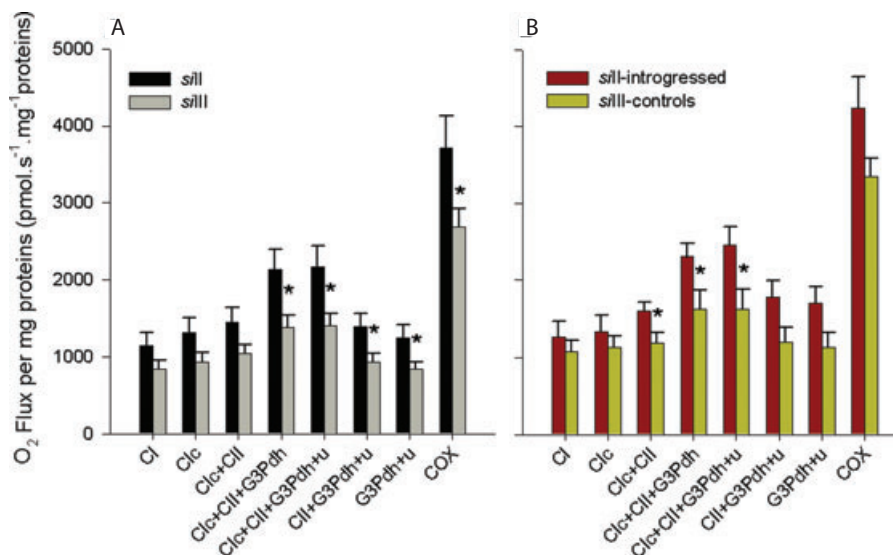 A
B
O2 Flux per mg proteins (pmol.s-1.mg-1proteins)
5000
4000
3000
2000
1000
0
siII
siIII
siII-introgressed
siIII-controls
*
*
*
*
*
*
*
*
CI
CIc
CIc+CII
CIc+CII+G3Pdh
CIc+CII+G3Pdh+u
CII+G3Pdh+u
G3Pdh+u
COX
CI
CIc
CIc+CII
CIc+CII+G3Pdh
CIc+CII+G3Pdh+u
CII+G3Pdh+u
G3Pdh+u
COX